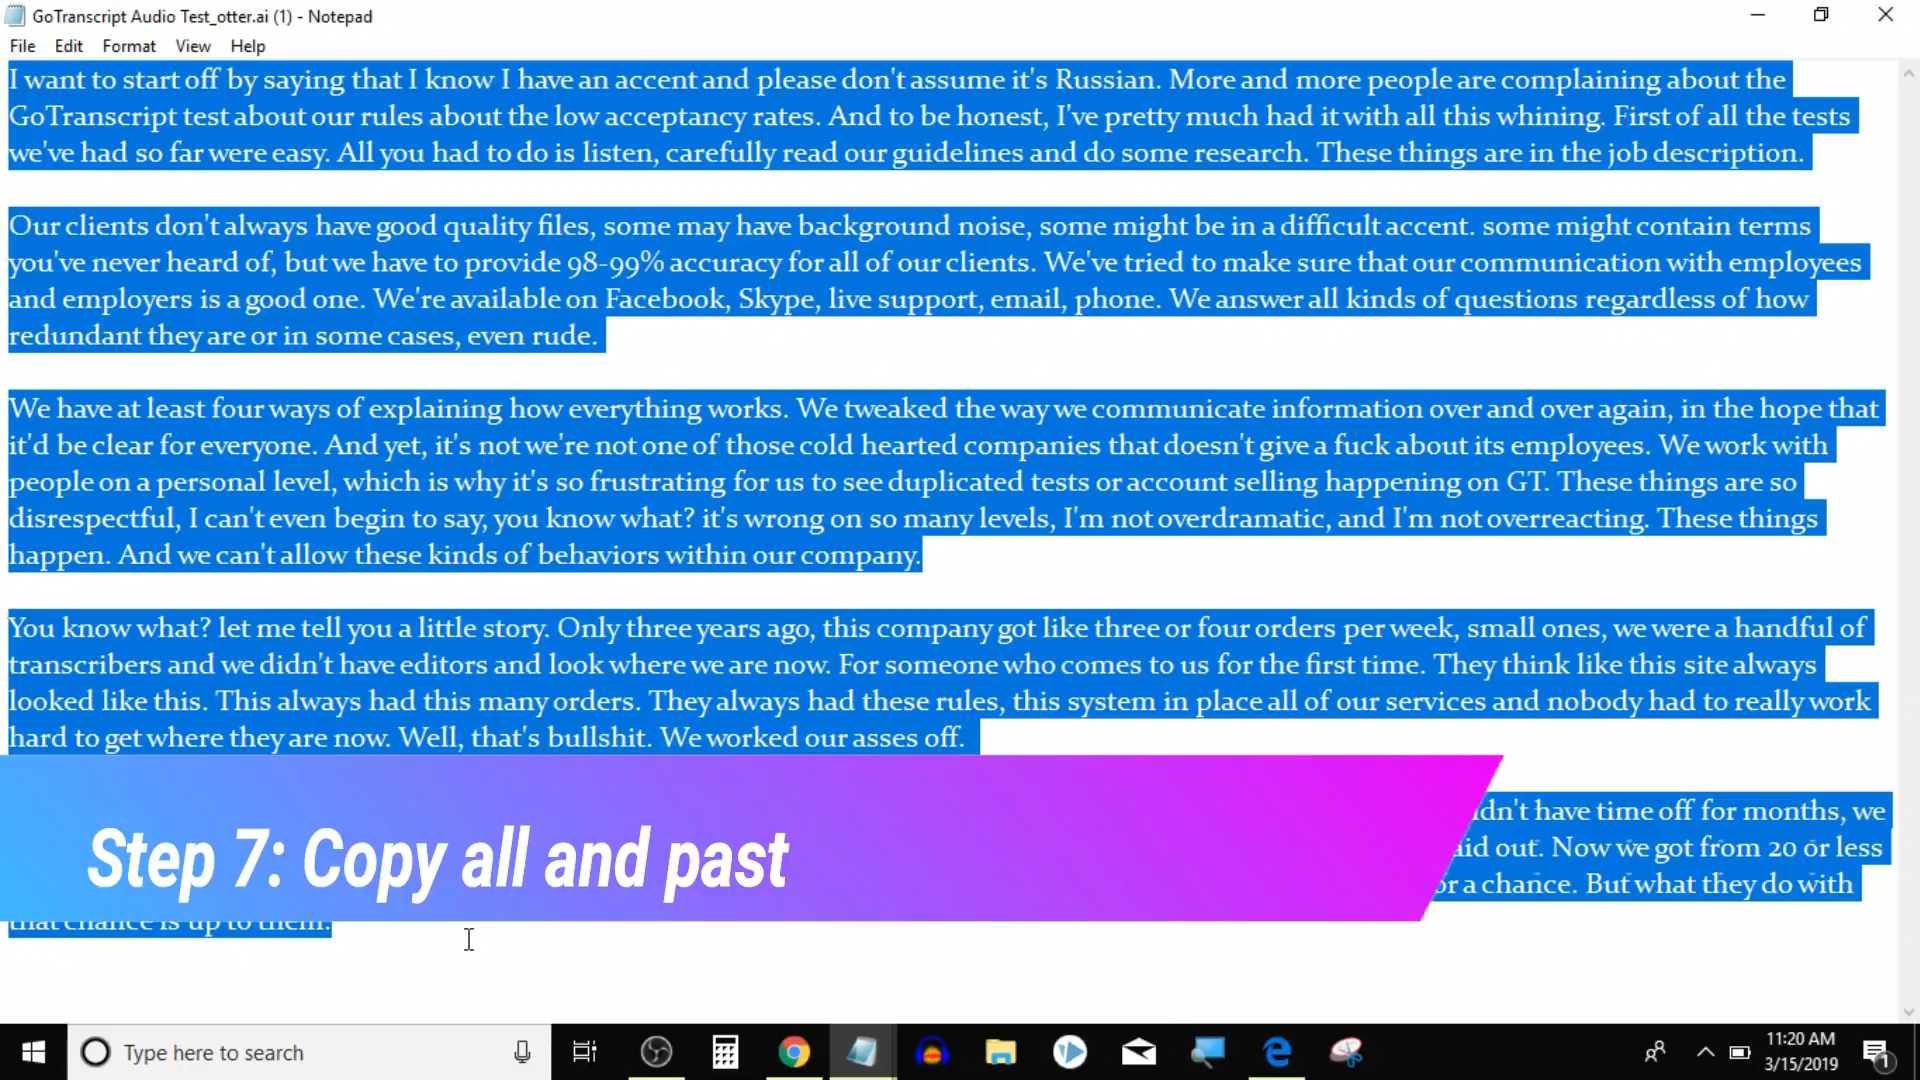 GoTranscript Audio Test_otter.ai (1) - Notepad
File Edit Format View Help
I want to start off by saying that I know I have an accent and please don't assume it's Russian. More and more people are complaining about the
GoTranscript test about our rules about the low acceptancy rates. And to be honest, I've pretty much had it with all this whining. First of all the tests
we've had so far were easy. All you had to do is listen, carefully read our guidelines and do some research. These things are in the job description.
Our clients don't always have good quality files, some may have background noise, some might be in a difficult accent. some might contain terms
you've never heard of, but we have to provide 98-99% accuracy for all of our clients. We've tried to make sure that our communication with employees
and employers is a good one. We're available on Facebook, Skype, live support, email, phone. We answer all kinds of questions regardless of how
redundant they are or in some cases, even rude.
We have at least four ways of explaining how everything works. We tweaked the way we communicate information over and over again, in the hope that
it'd be clear for everyone. And yet, it's not we're not one of those cold hearted companies that doesn't give a fuck about its employees. We work with
people on a personal level, which is why it's so frustrating for us to see duplicated tests or account selling happening on GT. These things are so
disrespectful, I can't even begin to say, you know what? it's wrong on so many levels, I'm not overdramatic, and I'm not overreacting. These things
happen. And we can't allow these kinds of behaviors within our company.
You know what? let me tell you a little story. Only three years ago, this company got like three or four orders per week, small ones, we were a handful of
transcribers and we didn't have editors and look where we are now. For someone who comes to us for the first time. They think like this site always
looked like this. This always had this many orders. They always had these rules, this system in place all of our services and nobody had to really work
hard to get where they are now. Well, that's bullshit. We worked our asses off.
have time off for months, we
out. Now we got from 20 or less
a chance. But what they do with
that chance is up to them.
Step 7: Copy all and past
Type here to search
11:20 AM
3/15/2019
1